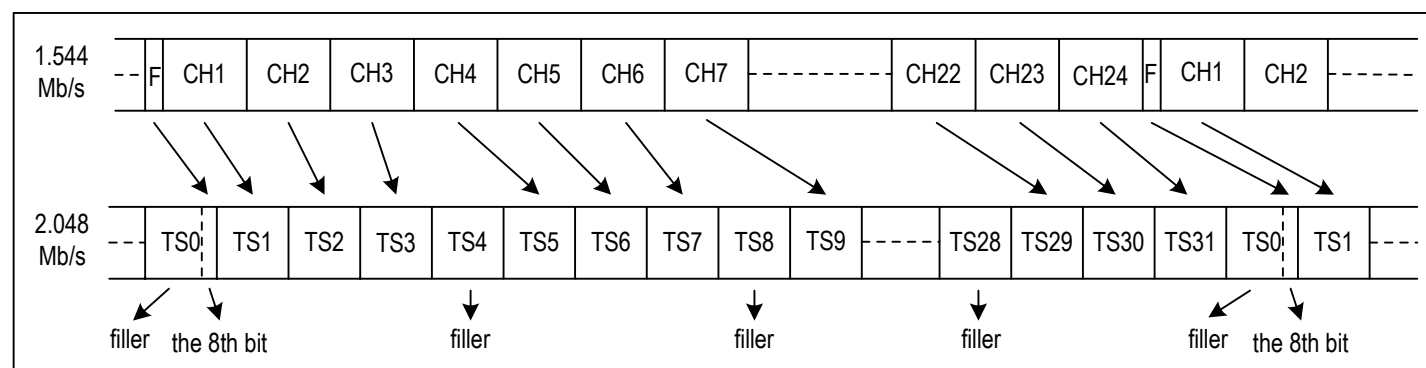 1.544
Mb/s
F CH1 CH2 CH3 CH4 CH5 CH6 CH7 CH22 CH23 CH24 F CH1 CH2
2.048
Mb/s
TS0 TS1 TS2 TS3 TS4 TS5 TS6 TS7 TS8 TS9 TS28 TS29 TS30 TS31 TS0 TS1
filler the 8th bit filler filler filler filler the 8th bit